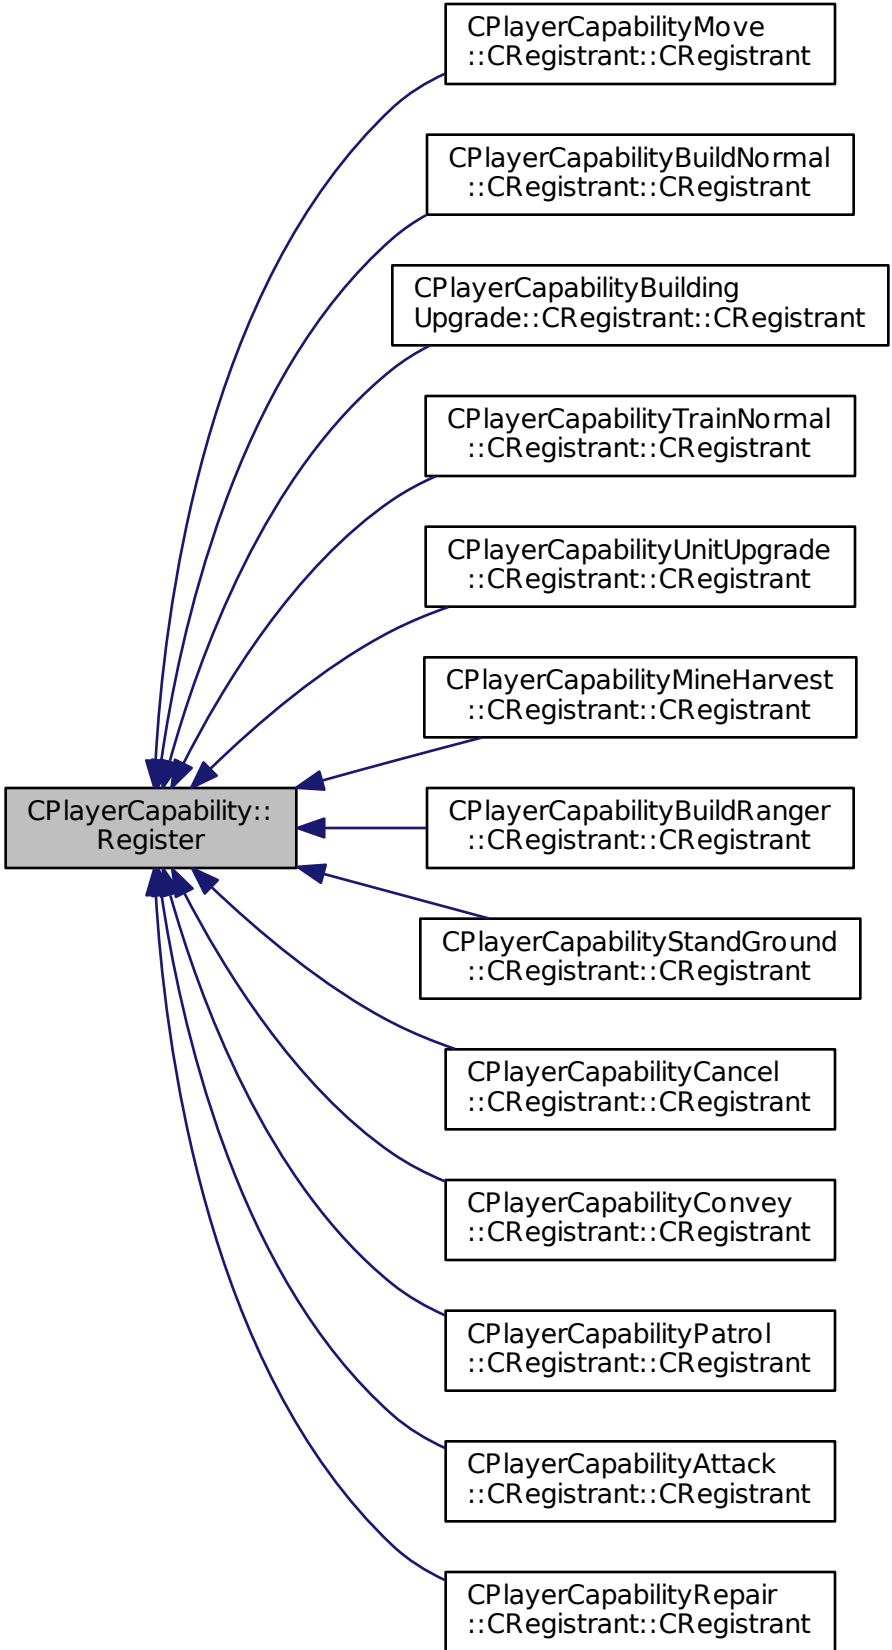 CPlayerCapabilityMove
::CRegistrant::CRegistrant
CPlayerCapabilityBuildNormal
::CRegistrant::CRegistrant
CPlayerCapabilityBuilding
Upgrade::CRegistrant::CRegistrant
CPlayerCapabilityTrainNormal
::CRegistrant::CRegistrant
CPlayerCapabilityUnitUpgrade
::CRegistrant::CRegistrant
CPlayerCapabilityMineHarvest
::CRegistrant::CRegistrant
CPlayerCapability::
Register
CPlayerCapabilityBuildRanger
::CRegistrant::CRegistrant
CPlayerCapabilityStandGround
::CRegistrant::CRegistrant
CPlayerCapabilityCancel
::CRegistrant::CRegistrant
CPlayerCapabilityConvey
::CRegistrant::CRegistrant
CPlayerCapabilityPatrol
::CRegistrant::CRegistrant
CPlayerCapabilityAttack
::CRegistrant::CRegistrant
CPlayerCapabilityRepair
::CRegistrant::CRegistrant